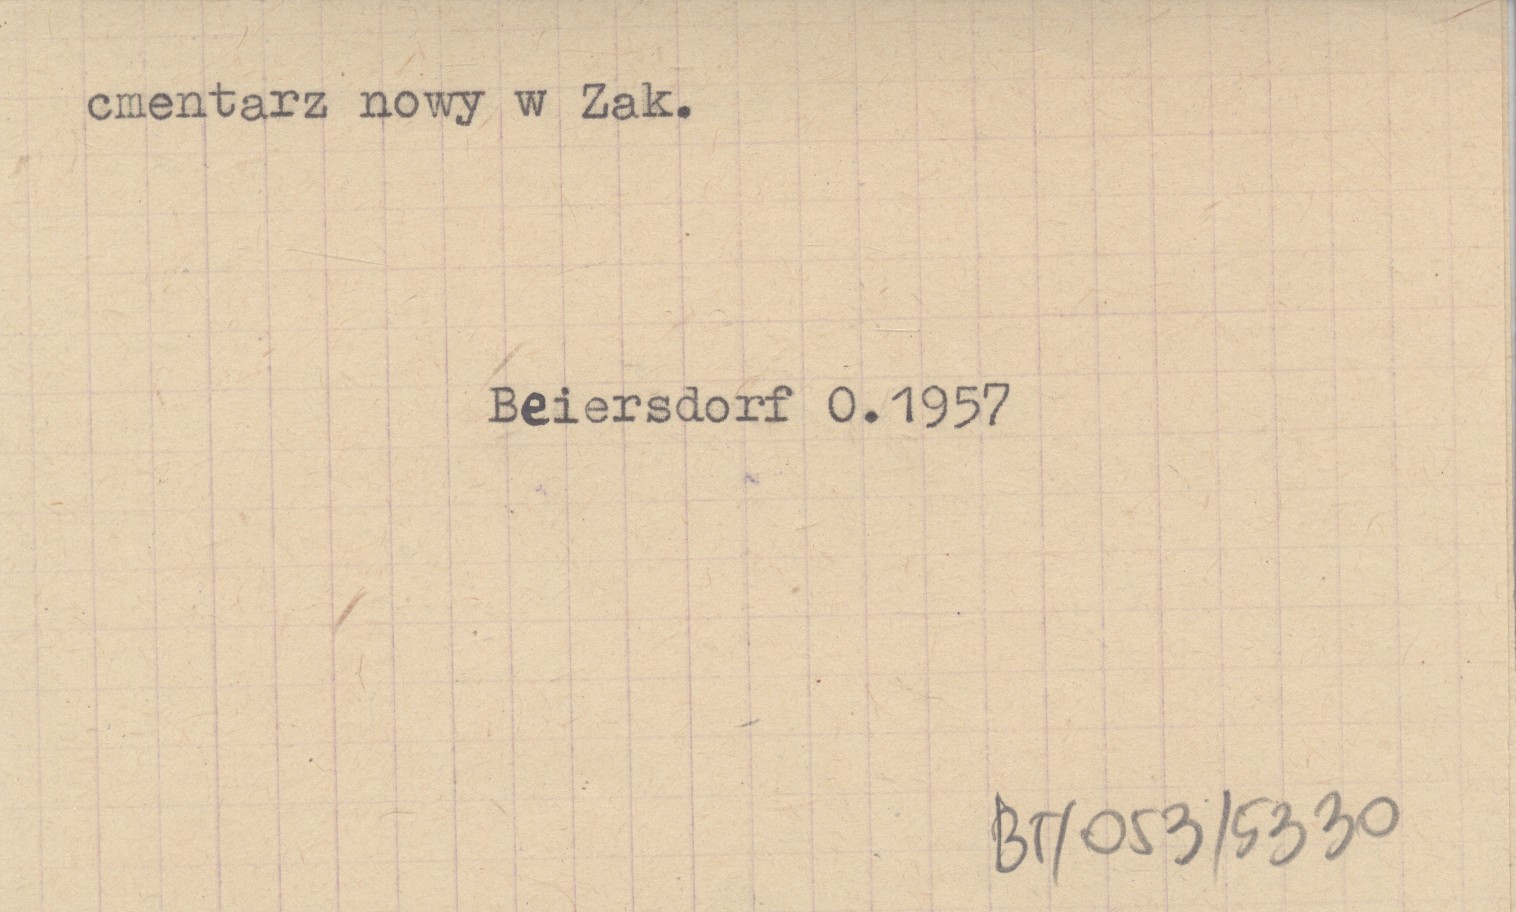 cmentarz nowy w Zak.
Beiersdorf O.1957
BT/053/5330